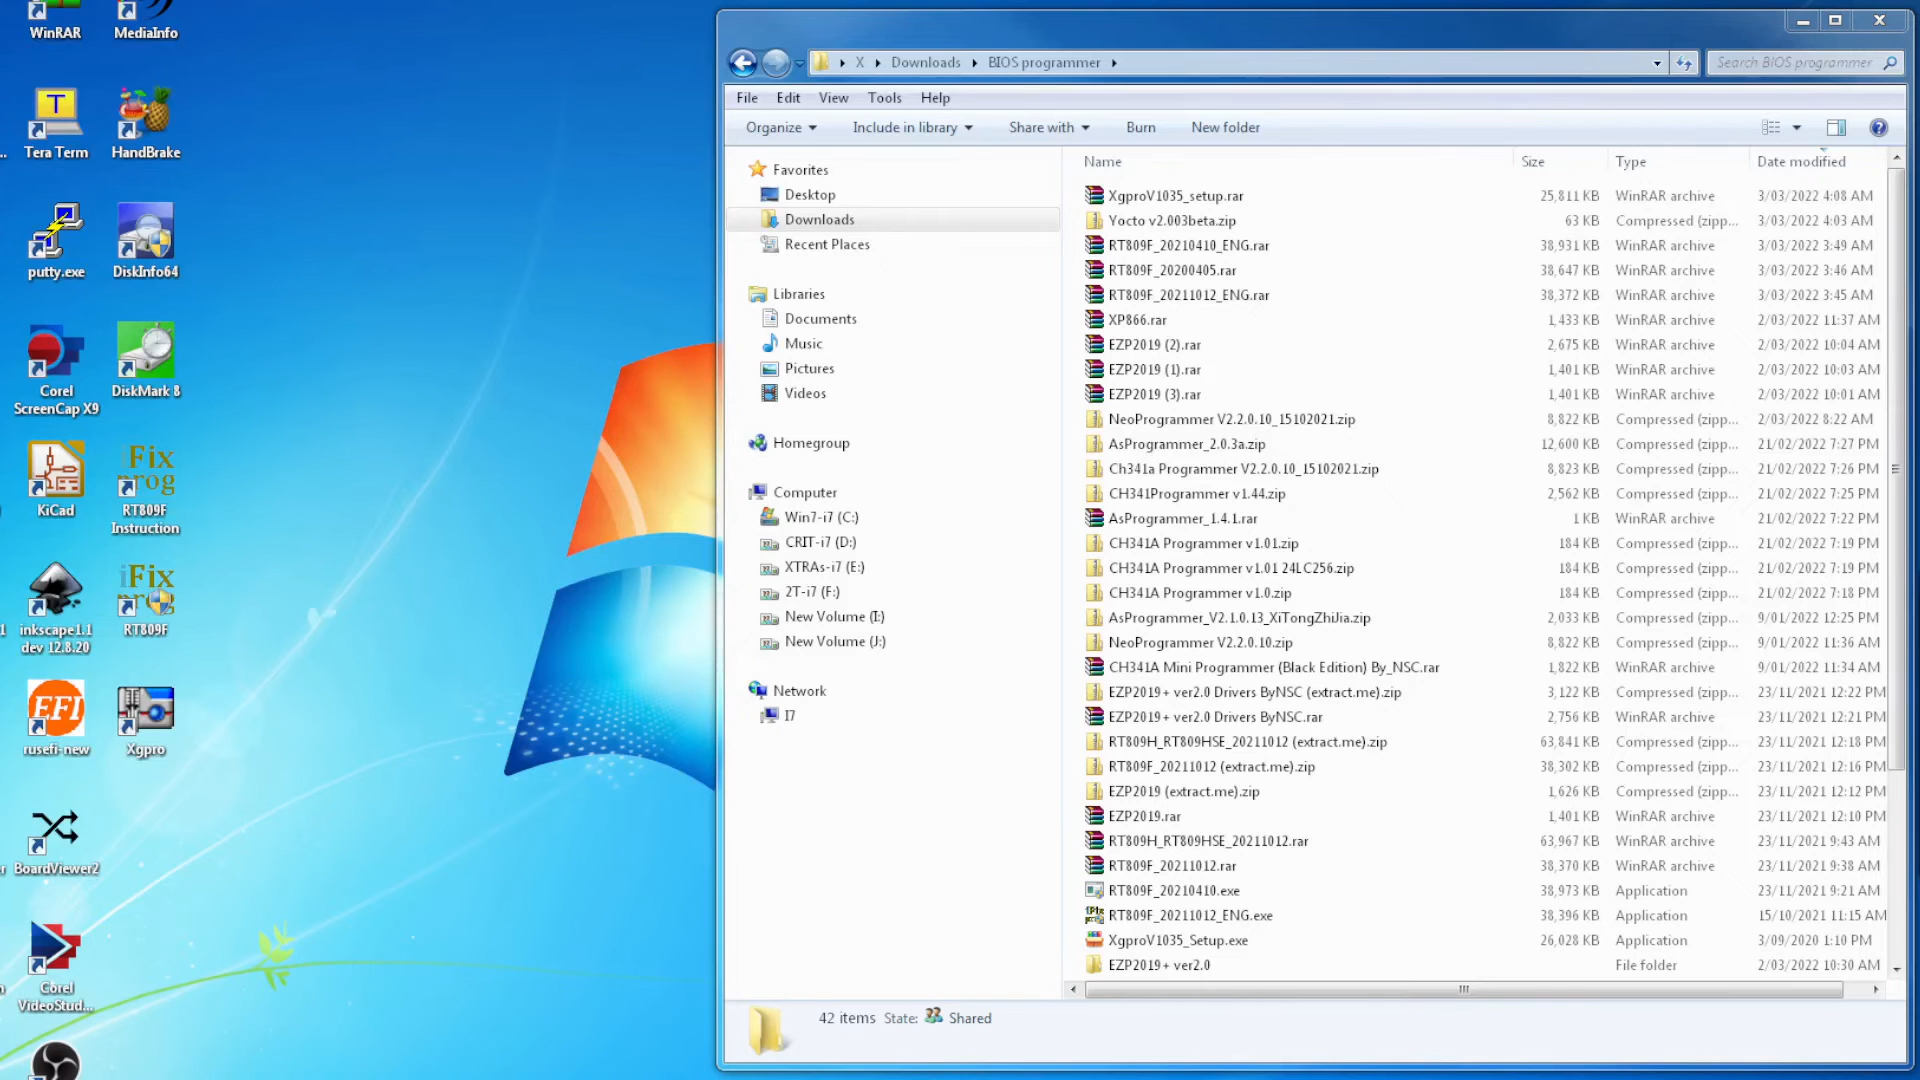 WinRAR
MediaInfo
Tera Term
HandBrake
putty.exe
DiskInfo64
Corel
ScreenCap X9
DiskMark 8
KiCad
iFix
prog
RT809F
Instruction
inkscape1.1
dev 12.8.20
iFix
RT809F
EFI
rusefi-new
Xgpro
BoardViewer2
Corel
VideoStud...
X
Downloads
BIOS programmer
Search BIOS programmer
File Edit View Tools Help
Organize Include in library Share with Burn New folder
Favorites
Desktop
Downloads
Recent Places
Libraries
Documents
Music
Pictures
Videos
Homegroup
Computer
Win7-i7 (C:)
CRIT-i7 (D:)
XTRAs-i7 (E:)
2T-i7 (F:)
New Volume (I:)
New Volume (J:)
Network
I7
Name Size Type Date modified
XgproV1035_setup.rar 25,811 KB WinRAR archive 3/03/2022 4:08 AM
Yocto v2.003beta.zip 63 KB Compressed (zipp... 3/03/2022 4:03 AM
RT809F_20210410_ENG.rar 38,931 KB WinRAR archive 3/03/2022 3:49 AM
RT809F_20200405.rar 38,647 KB WinRAR archive 3/03/2022 3:46 AM
RT809F_20211012_ENG.rar 38,372 KB WinRAR archive 3/03/2022 3:45 AM
XP866.rar 1,433 KB WinRAR archive 2/03/2022 11:37 AM
EZP2019 (2).rar 2,675 KB WinRAR archive 2/03/2022 10:04 AM
EZP2019 (1).rar 1,401 KB WinRAR archive 2/03/2022 10:03 AM
EZP2019 (3).rar 1,401 KB WinRAR archive 2/03/2022 10:01 AM
NeoProgrammer V2.2.0.10_15102021.zip 8,822 KB Compressed (zipp... 2/03/2022 8:22 AM
AsProgrammer_2.0.3a.zip 12,600 KB Compressed (zipp... 21/02/2022 7:27 PM
Ch341a Programmer V2.2.0.10_15102021.zip 8,823 KB Compressed (zipp... 21/02/2022 7:26 PM
CH341Programmer v1.44.zip 2,562 KB Compressed (zipp... 21/02/2022 7:25 PM
AsProgrammer_1.4.1.rar 1 KB WinRAR archive 21/02/2022 7:22 PM
CH341A Programmer v1.01.zip 184 KB Compressed (zipp... 21/02/2022 7:19 PM
CH341A Programmer v1.01 24LC256.zip 184 KB Compressed (zipp... 21/02/2022 7:19 PM
CH341A Programmer v1.0.zip 184 KB Compressed (zipp... 21/02/2022 7:18 PM
AsProgrammer_V2.1.0.13_XiTongZhiJia.zip 2,033 KB Compressed (zipp... 9/01/2022 12:25 PM
NeoProgrammer V2.2.0.10.zip 8,822 KB Compressed (zipp... 9/01/2022 11:36 AM
CH341A Mini Programmer (Black Edition) By_NSC.rar 1,822 KB WinRAR archive 9/01/2022 11:34 AM
EZP2019+ ver2.0 Drivers ByNSC (extract.me).zip 3,122 KB Compressed (zipp... 23/11/2021 12:22 PM
EZP2019+ ver2.0 Drivers ByNSC.rar 2,756 KB WinRAR archive 23/11/2021 12:21 PM
RT809H_RT809HSE_20211012 (extract.me).zip 63,841 KB Compressed (zipp... 23/11/2021 12:18 PM
RT809F_20211012 (extract.me).zip 38,302 KB Compressed (zipp... 23/11/2021 12:16 PM
EZP2019 (extract.me).zip 1,626 KB Compressed (zipp... 23/11/2021 12:12 PM
EZP2019.rar 1,401 KB WinRAR archive 23/11/2021 12:10 PM
RT809H_RT809HSE_20211012.rar 63,967 KB WinRAR archive 23/11/2021 9:43 AM
RT809F_20211012.rar 38,370 KB WinRAR archive 23/11/2021 9:38 AM
RT809F_20210410.exe 38,973 KB Application 23/11/2021 9:21 AM
RT809F_20211012_ENG.exe 38,396 KB Application 15/10/2021 11:15 AM
XgproV1035_Setup.exe 26,028 KB Application 3/09/2020 1:10 PM
EZP2019+ ver2.0 File folder 2/03/2022 10:30 AM
42 items State: Shared